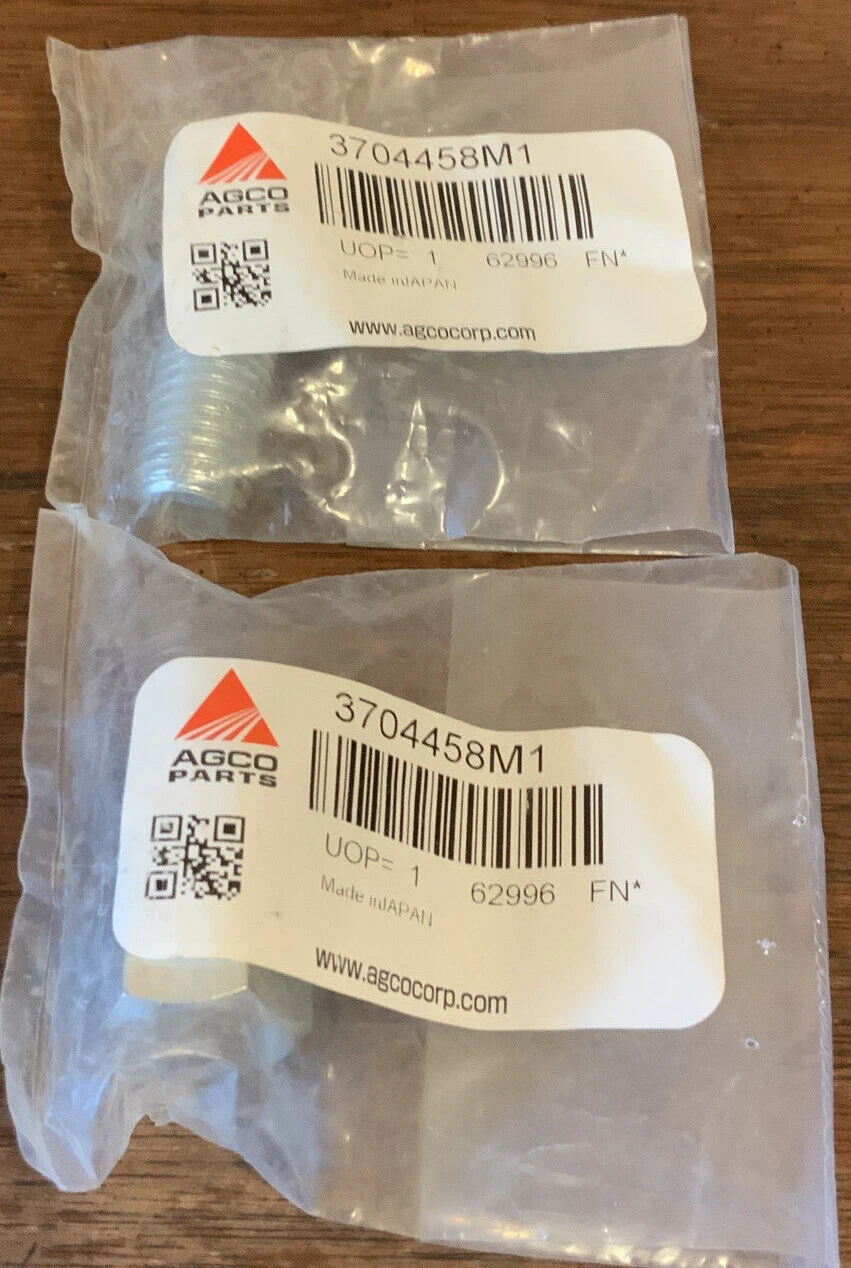 AGCO
PARTS
3704458M1
UOP= 1 62996 FN*
Made inJAPAN
www.agcocorp.com
AGCO
PARTS
3704458M1
UOP= 1 62996 FN*
Made inJAPAN
www.agcocorp.com